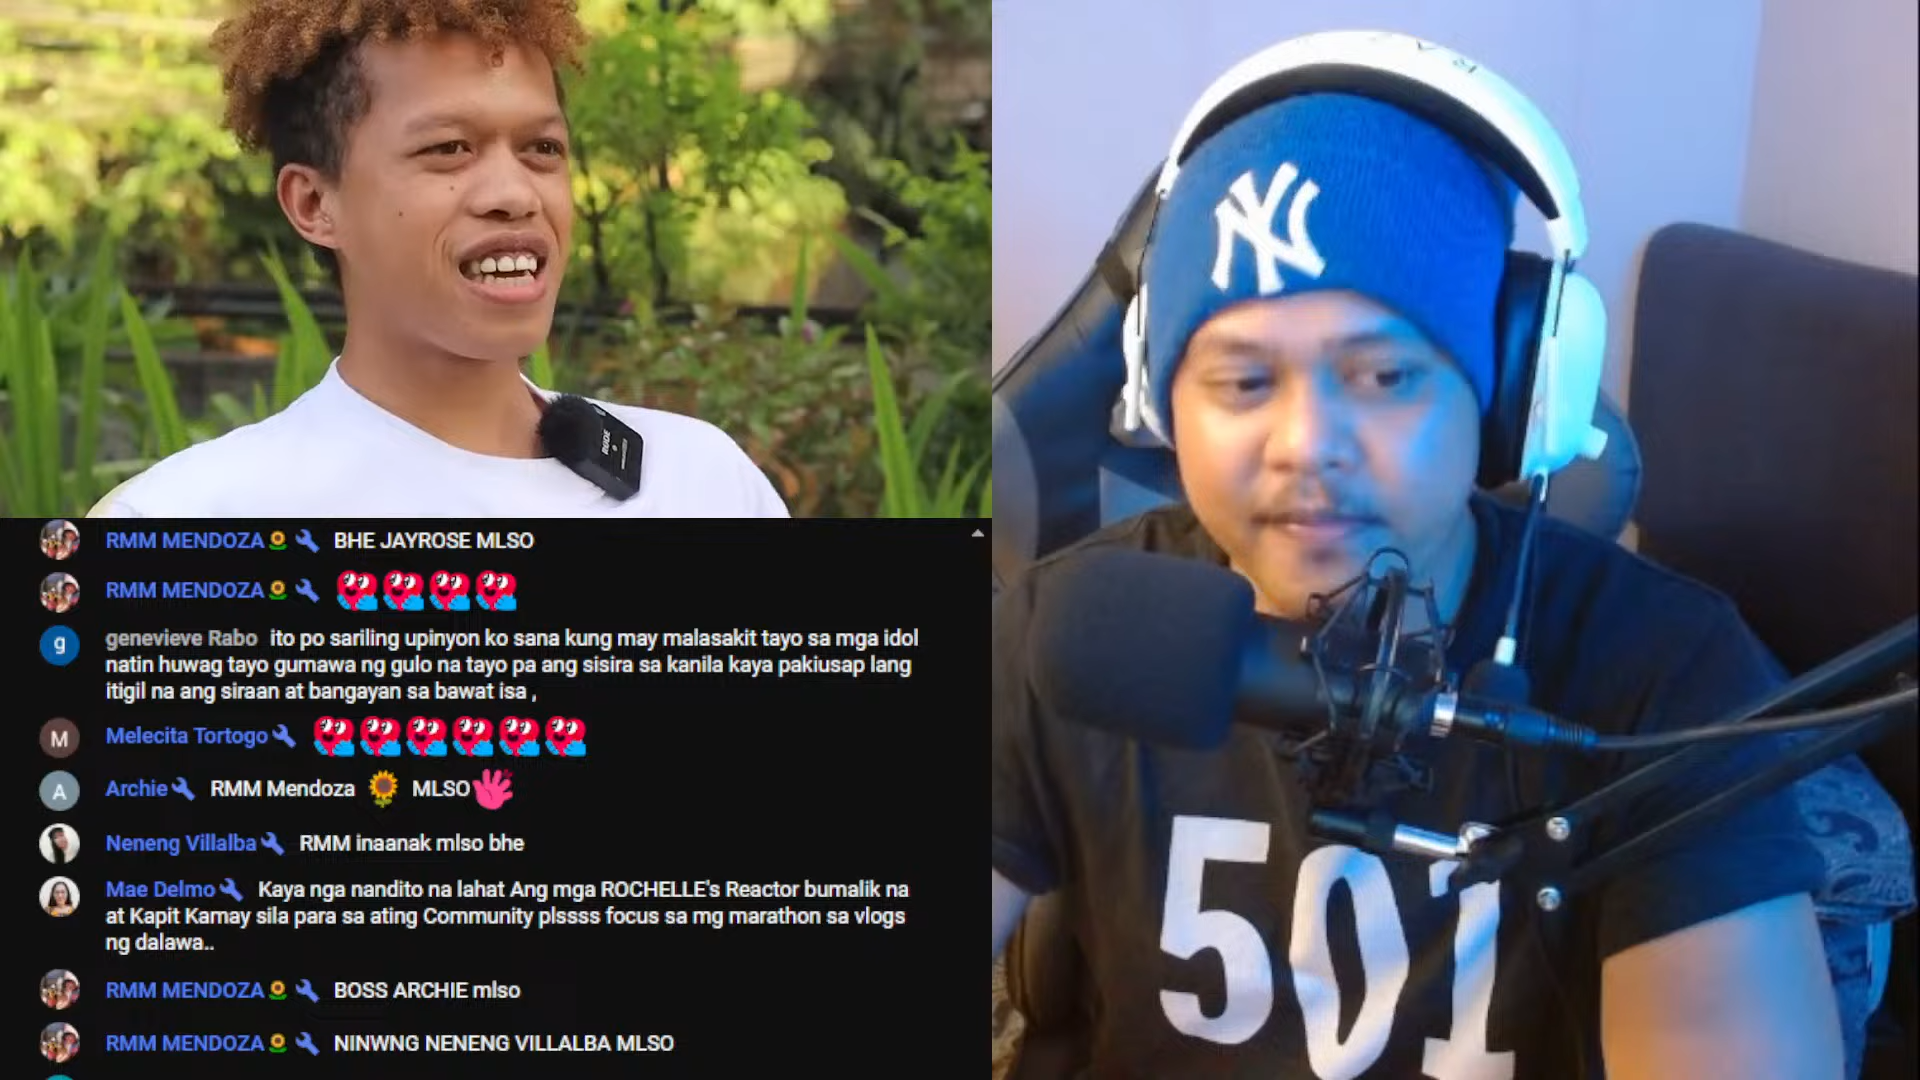 RMM MENDOZA BHE JAYROSE MLSO
RMM MENDOZA
g genevieve Rabo ito po sariling upinyon ko sana kung may malasakit tayo sa mga idol
natin huwag tayo gumawa ng gulo na tayo pa ang sisira sa kanila kaya pakiusap lang
itigil na ang siraan at bangayan sa bawat isa ,
M Melecita Tortogo
A Archie RMM Mendoza MLSO
Neneng Villalba RMM inaanak mlso bhe
Mae Delmo Kaya nga nandito na lahat Ang mga ROCHELLE's Reactor bumalik na
at Kapit Kamay sila para sa ating Community plssss focus sa mg marathon sa vlogs
ng dalawa..
RMM MENDOZA BOSS ARCHIE mlso
RMM MENDOZA NINWNG NENENG VILLALBA MLSO
RODE
NY
501